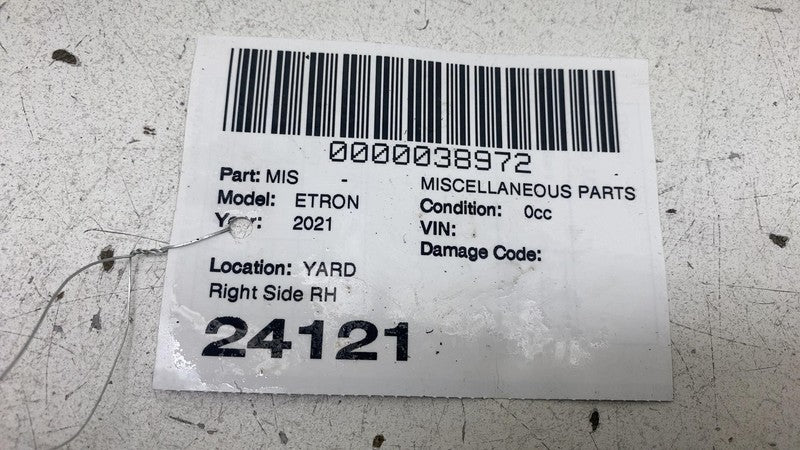 0000038972
Part: MIS - MISCELLANEOUS PARTS
Model: ETRON Condition: 0cc
Year: 2021 VIN:
Damage Code:
Location: YARD
Right Side RH
24121